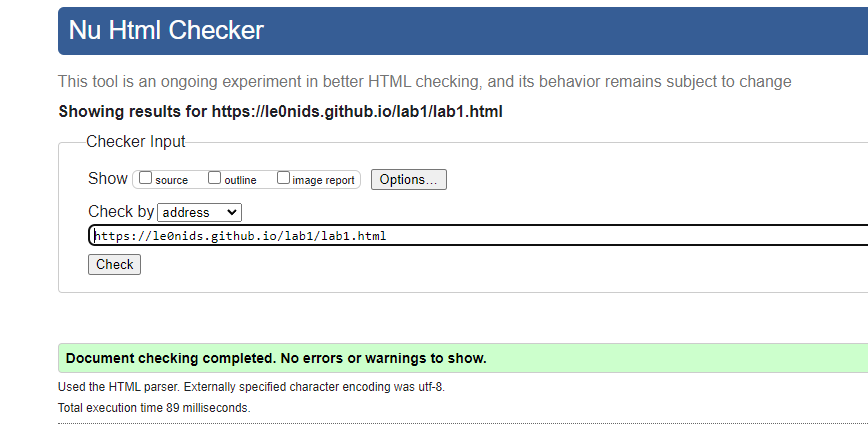 Nu Html Checker
This tool is an ongoing experiment in better HTML checking, and its behavior remains subject to change
Showing results for https://le0nids.github.io/lab1/lab1.html
Checker Input
Show source outline image report Options...
Check by address
https://le0nids.github.io/lab1/lab1.html
Check
Document checking completed. No errors or warnings to show.
Used the HTML parser. Externally specified character encoding was utf-8.
Total execution time 89 milliseconds.